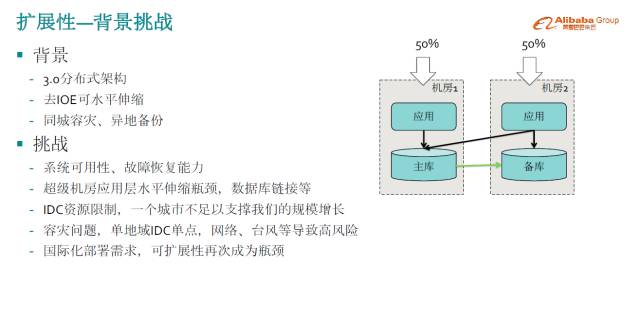 扩展性—背景挑战
Alibaba Group
阿里巴巴集团
背景
- 3.0分布式架构
- 去IOE可水平伸缩
- 同城容灾、异地备份
挑战
- 系统可用性、故障恢复能力
- 超级机房应用层水平伸缩瓶颈，数据库链接等
- IDC资源限制，一个城市不足以支撑我们的规模增长
- 容灾问题，单地域IDC单点，网络、台风等导致高风险
- 国际化部署需求，可扩展性再次成为瓶颈
50%
50%
机房1
机房2
应用
应用
主库
备库